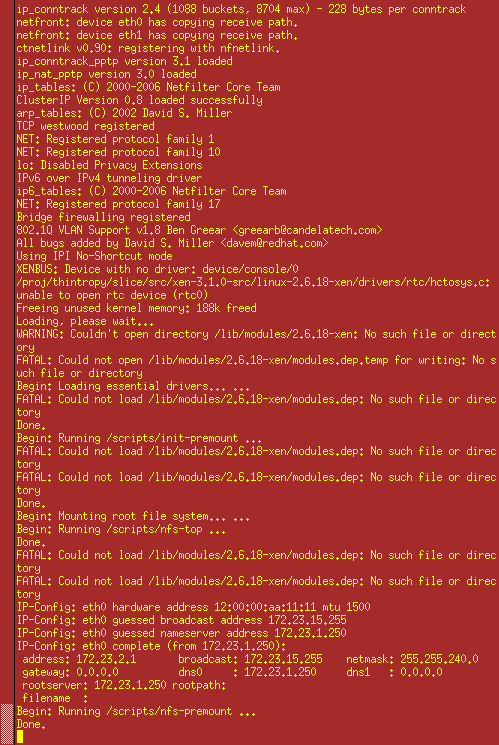 ip_conntrack version 2.4 (1088 buckets, 8704 max) - 228 bytes per conntrack
netfront: device eth0 has copying receive path.
netfront: device eth1 has copying receive path.
ctnetlink v0.90: registering with nfnetlink.
ip_conntrack_pptp version 3.1 loaded
ip_nat_pptp version 3.0 loaded
ip_tables: (C) 2000-2006 Netfilter Core Team
ClusterIP Version 0.8 loaded successfully
arp_tables: (C) 2002 David S. Miller
TCP westwood registered
NET: Registered protocol family 1
NET: Registered protocol family 10
lo: Disabled Privacy Extensions
IPv6 over IPv4 tunneling driver
ip6_tables: (C) 2000-2006 Netfilter Core Team
NET: Registered protocol family 17
Bridge firewalling registered
802.1Q VLAN Support v1.8 Ben Greear <greearb@candelatech.com>
All bugs added by David S. Miller <davem@redhat.com>
Using IPI No-Shortcut mode
XENBUS: Device with no driver: device/console/0
/proj/thintropy/slice/src/xen-3.1.0-src/linux-2.6.18-xen/drivers/rtc/hctosys.c:
unable to open rtc device (rtc0)
Freeing unused kernel memory: 188k freed
Loading, please wait...
WARNING: Couldn't open directory /lib/modules/2.6.18-xen: No such file or direct
ory
FATAL: Could not open /lib/modules/2.6.18-xen/modules.dep.temp for writing: No s
uch file or directory
Begin: Loading essential drivers... ...
FATAL: Could not load /lib/modules/2.6.18-xen/modules.dep: No such file or direc
tory
Done.
Begin: Running /scripts/init-premount ...
FATAL: Could not load /lib/modules/2.6.18-xen/modules.dep: No such file or direc
tory
FATAL: Could not load /lib/modules/2.6.18-xen/modules.dep: No such file or direc
tory
Done.
Begin: Mounting root file system... ...
Begin: Running /scripts/nfs-top ...
Done.
FATAL: Could not load /lib/modules/2.6.18-xen/modules.dep: No such file or direc
tory
FATAL: Could not load /lib/modules/2.6.18-xen/modules.dep: No such file or direc
tory
IP-Config: eth0 hardware address 12:00:00:aa:11:11 mtu 1500
IP-Config: eth0 guessed broadcast address 172.23.15.255
IP-Config: eth0 guessed nameserver address 172.23.1.250
IP-Config: eth0 complete (from 172.23.1.250):
address: 172.23.2.1 broadcast: 172.23.15.255 netmask: 255.255.240.0
gateway: 0.0.0.0 dns0 : 172.23.1.250 dns1 : 0.0.0.0
rootserver: 172.23.1.250 rootpath:
filename :
Begin: Running /scripts/nfs-premount ...
Done.